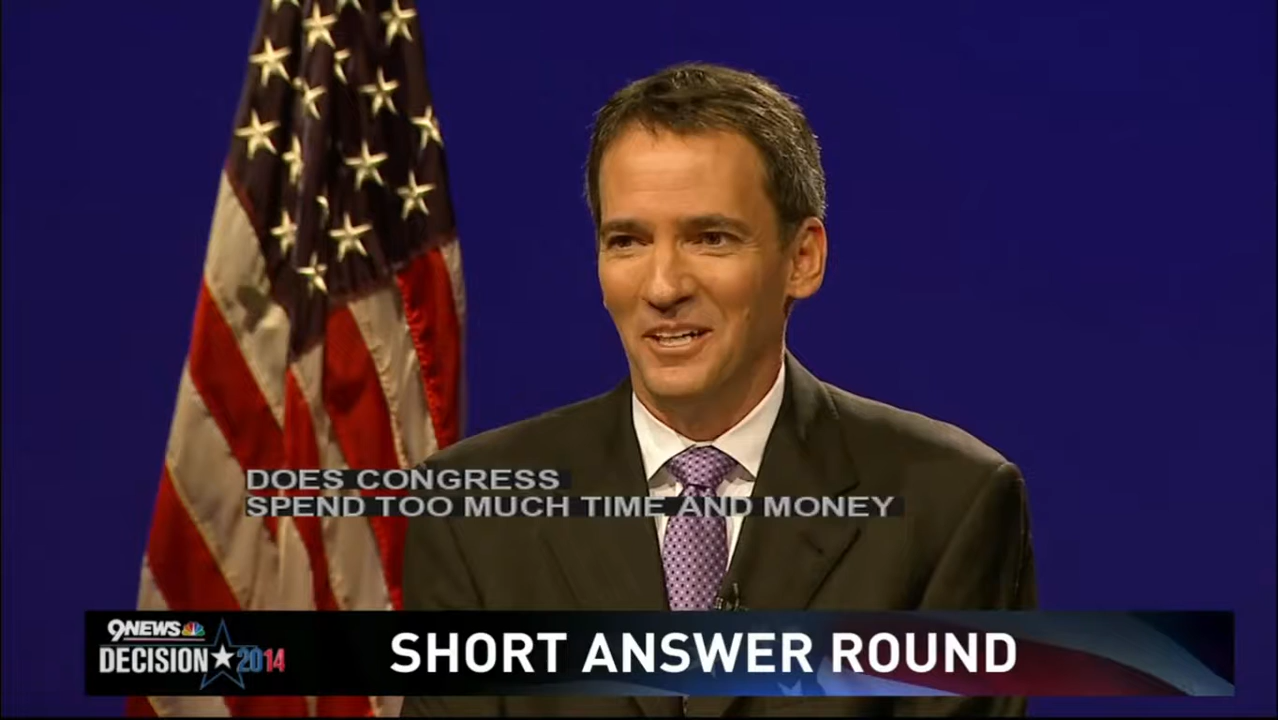 DOES CONGRESS
SPEND TOO MUCH TIME AND MONEY
9NEWS
DECISION 2014
SHORT ANSWER ROUND